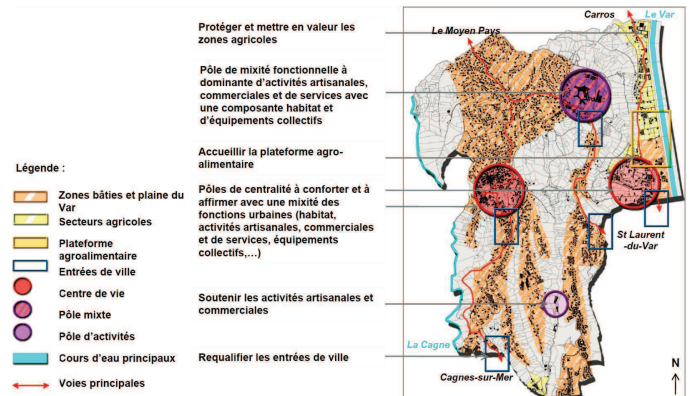 Protéger et mettre en valeur les
zones agricoles
Pôle de mixité fonctionnelle à
dominante d'activités artisanales,
commerciales et de services avec
une composante habitat et
d'équipements collectifs
Accueillir la plateforme agro-
alimentaire
Pôles de centralité à conforter et à
affirmer avec une mixité des
fonctions urbaines (habitat,
activités artisanales, commerciales
et de services, équipements
collectifs,…)
Soutenir les activités artisanales et
commerciales
Requalifier les entrées de ville
Légende :
Zones bâties et plaine du
Var
Secteurs agricoles
Plateforme
agroalimentaire
Entrées de ville
Centre de vie
Pôle mixte
Pôle d'activités
Cours d'eau principaux
Voies principales
Carros
Le Var
Le Moyen Pays
St Laurent
-du-Var
La Cagne
Cagnes-sur-Mer
N